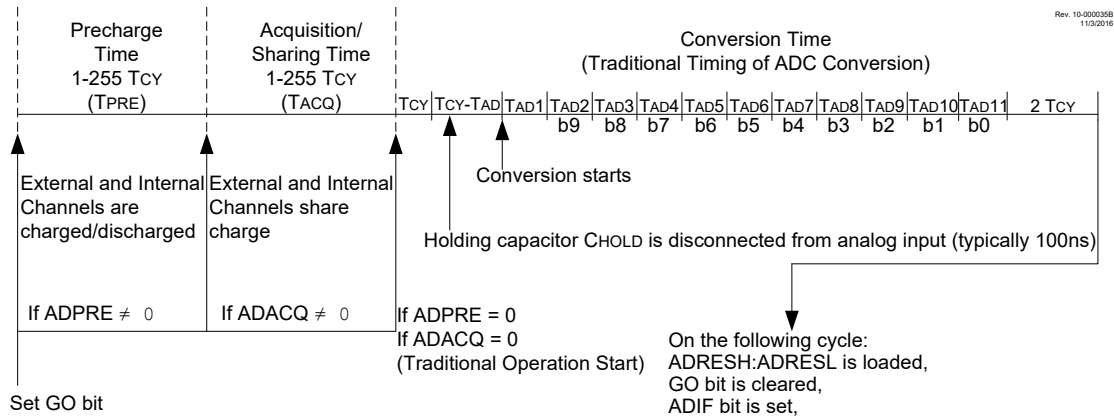 Rev. 10-000035B
11/3/2016
Precharge
Time
1-255 TCY
(TPRE)
Acquisition/
Sharing Time
1-255 TCY
(TACQ)
Conversion Time
(Traditional Timing of ADC Conversion)
TCY TCY-TAD TAD1 TAD2 TAD3 TAD4 TAD5 TAD6 TAD7 TAD8 TAD9 TAD10 TAD11 2 TCY
b9 b8 b7 b6 b5 b4 b3 b2 b1 b0
External and Internal
Channels are
charged/discharged
External and Internal
Channels share
charge
Conversion starts
Holding capacitor CHOLD is disconnected from analog input (typically 100ns)
If ADPRE ≠ 0
If ADACQ ≠ 0
If ADPRE = 0
If ADACQ = 0
(Traditional Operation Start)
On the following cycle:
ADRESH:ADRESL is loaded,
GO bit is cleared,
ADIF bit is set,
Set GO bit